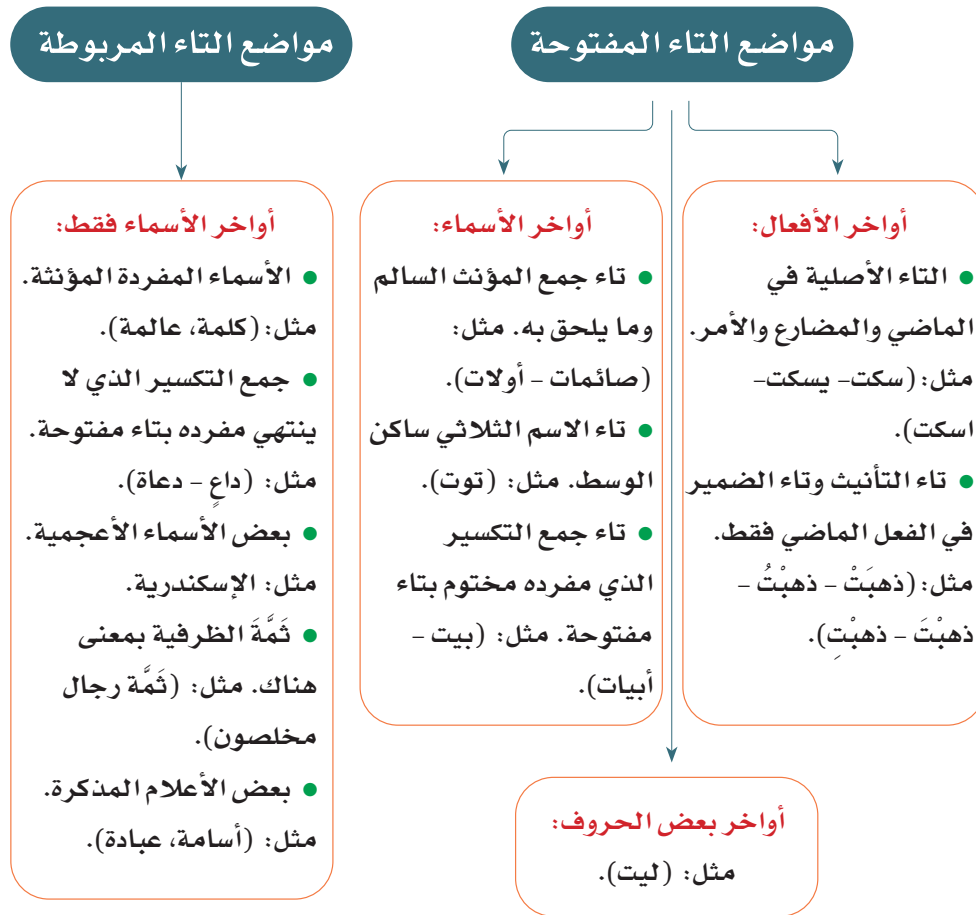 مواضع التاء المفتوحة
أواخر الأفعال:
● التاء الأصلية في
الماضي والمضارع والأمر.
مثل: (سكت- يسكت-
اسكت).
● تاء التأنيث وتاء الضمير
في الفعل الماضي فقط.
مثل: (ذهبَتْ – ذهبْتُ –
ذهبْتَ – ذهبْتِ).
أواخر الأسماء:
● تاء جمع المؤنث السالم
وما يلحق به. مثل:
(صائمات – أولات).
● تاء الاسم الثلاثي ساكن
الوسط. مثل: (توت).
● تاء جمع التكسير
الذي مفرده مختوم بتاء
مفتوحة. مثل: (بيت –
أبيات).
أواخر بعض الحروف:
مثل: (ليت).
مواضع التاء المربوطة
أواخر الأسماء فقط:
● الأسماء المفردة المؤنثة.
مثل: (كلمة، عالمة).
● جمع التكسير الذي لا
ينتهي مفرده بتاء مفتوحة.
مثل: (داعٍ – دعاة).
● بعض الأسماء الأعجمية.
مثل: الإسكندرية.
● ثَمَّةَ الظرفية بمعنى
هناك. مثل: (ثَمَّة رجال
مخلصون).
● بعض الأعلام المذكرة.
مثل: (أسامة، عبادة).